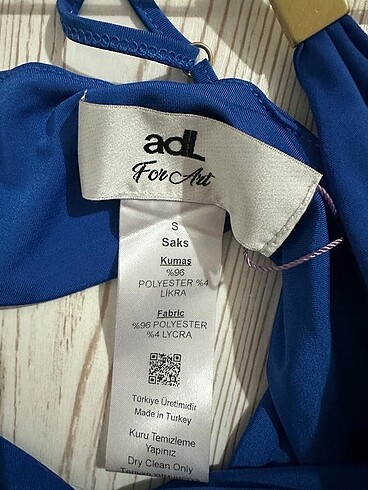 adL
For Art
S
Saks
Kumaş
%96
POLYESTER %4
LİKRA
Fabric
%96 POLYESTER
%4 LYCRA
Türkiye Üretimidir
Made in Turkey
Kuru Temizleme
Yapınız
Dry Clean Only